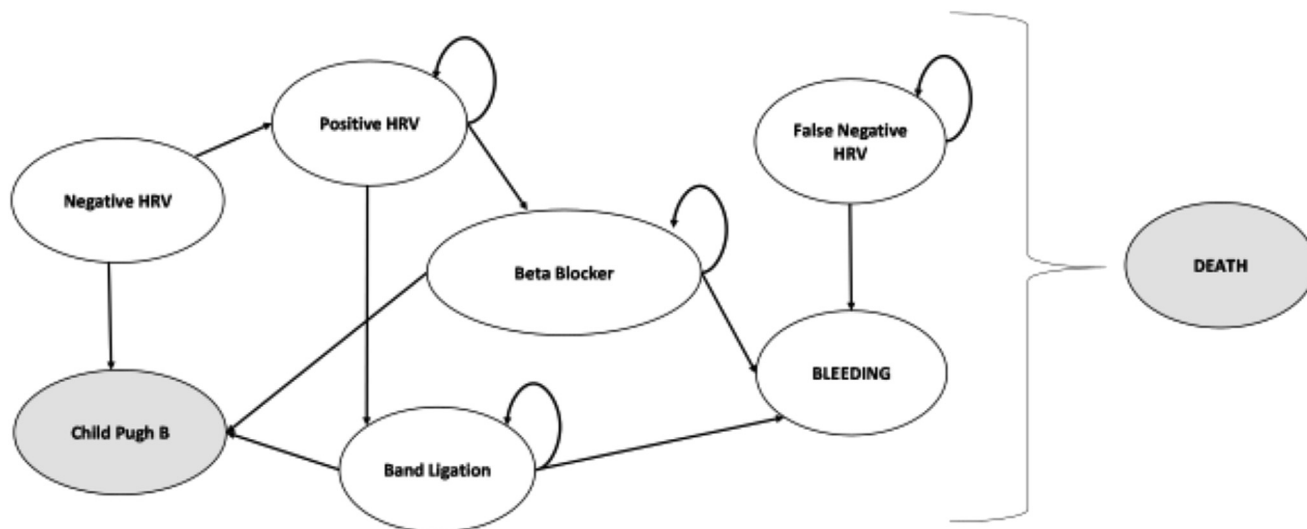 Positive HRV
False Negative
HRV
Negative HRV
Beta Blocker
DEATH
BLEEDING
Child Pugh B
Band Ligation